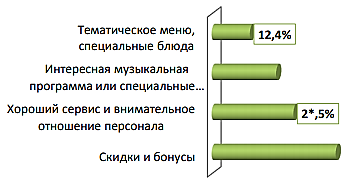 Тематическое меню,
специальные блюда
12,4%
Интересная музыкальная
программа или специальные...
Хороший сервис и внимательное
отношение персонала
2*,5%
Скидки и бонусы